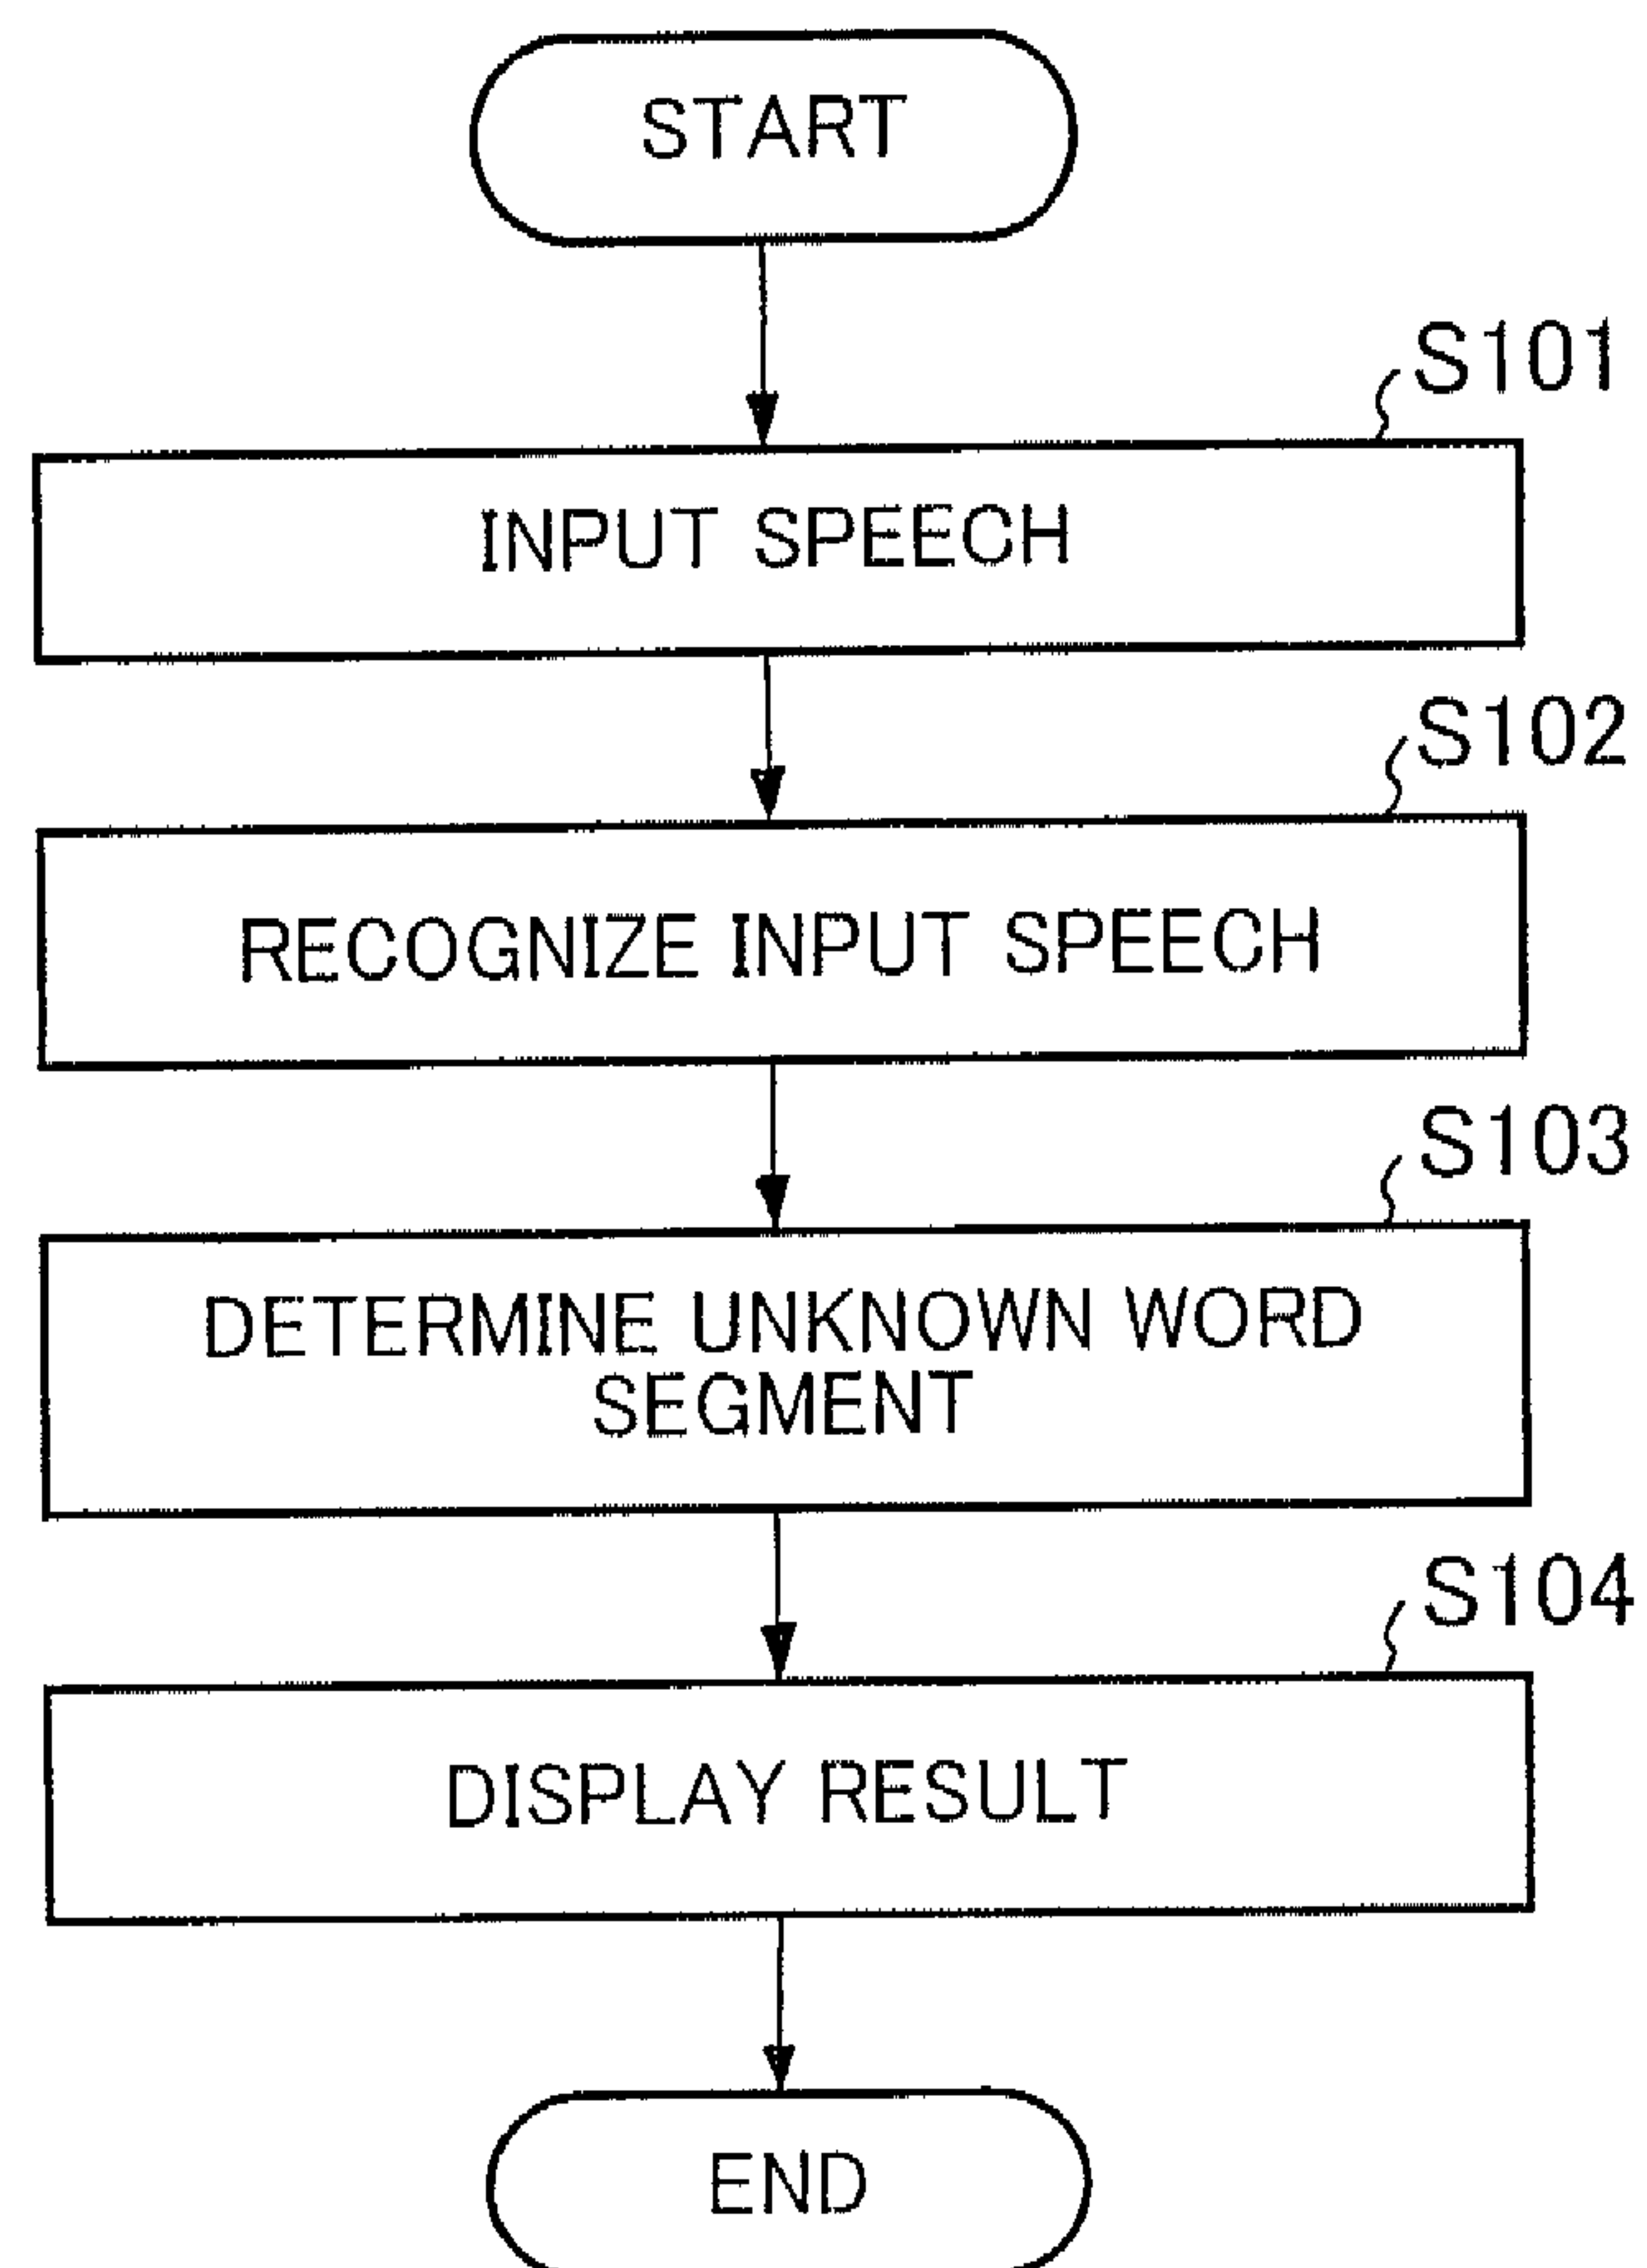 START
S101
INPUT SPEECH
S102
RECOGNIZE INPUT SPEECH
S103
DETERMINE UNKNOWN WORD
SEGMENT
S104
DISPLAY RESULT
END